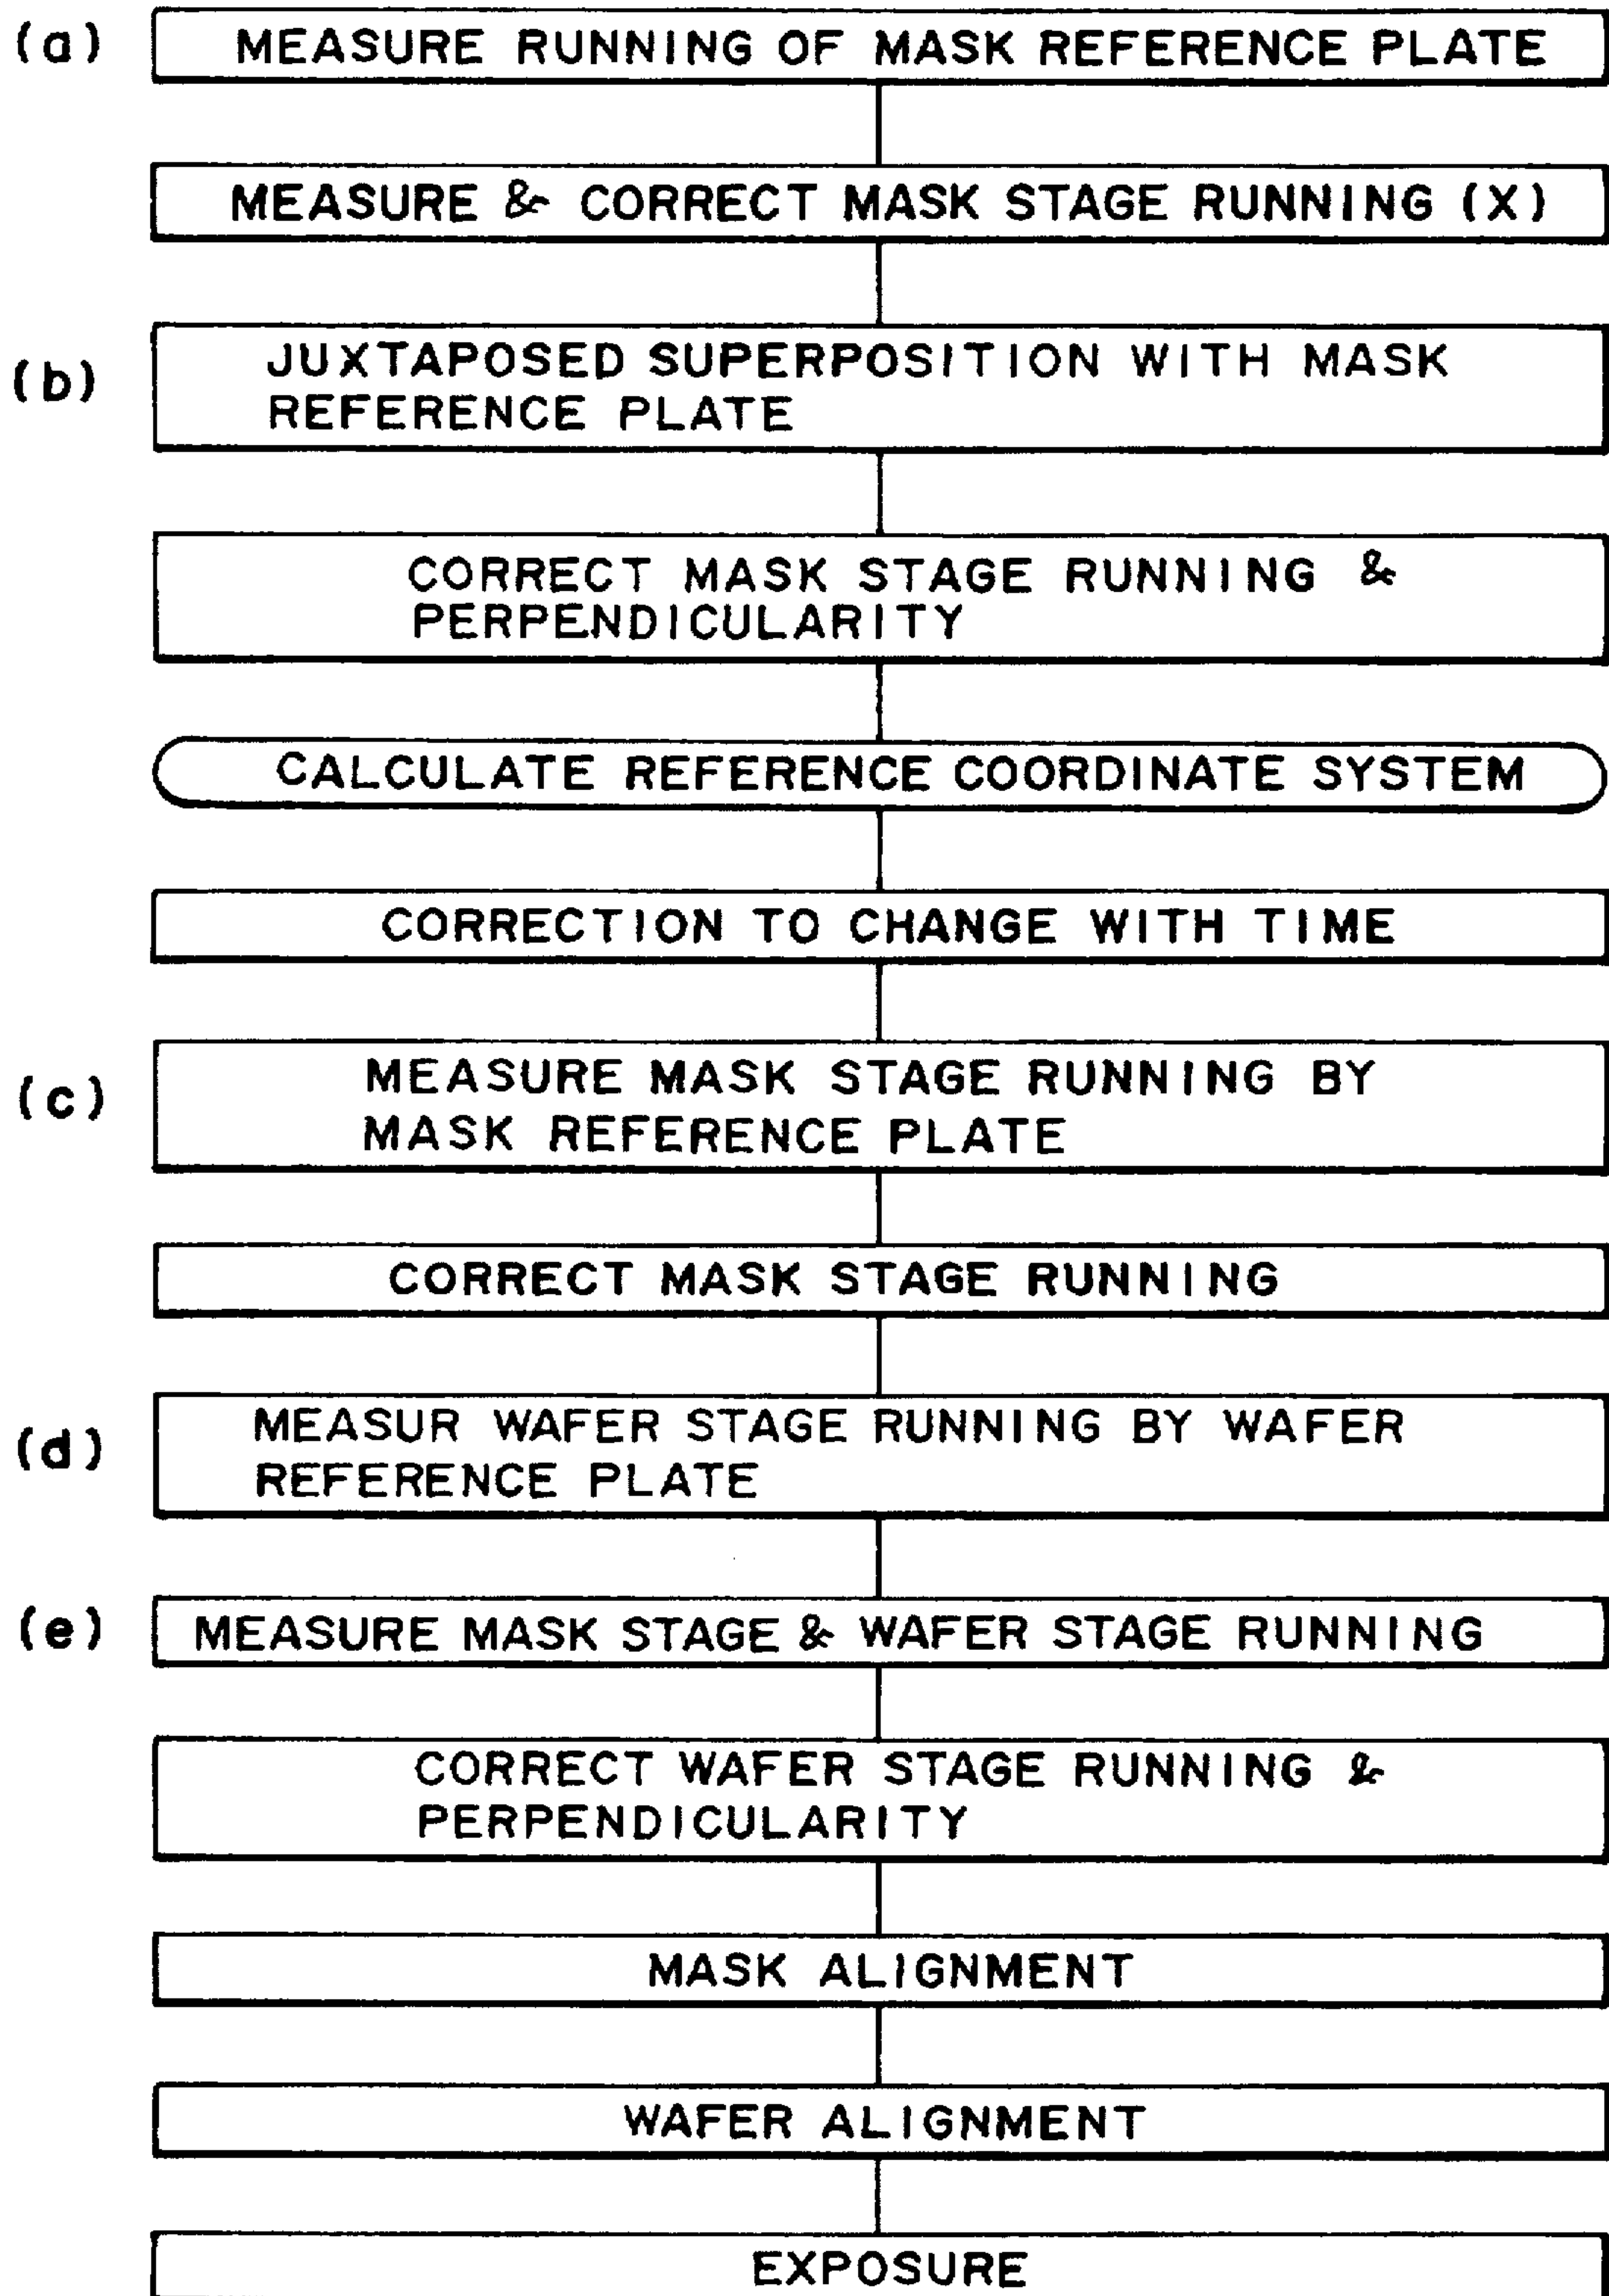 (a) MEASURE RUNNING OF MASK REFERENCE PLATE
MEASURE & CORRECT MASK STAGE RUNNING (X)
(b) JUXTAPOSED SUPERPOSITION WITH MASK
REFERENCE PLATE
CORRECT MASK STAGE RUNNING &
PERPENDICULARITY
CALCULATE REFERENCE COORDINATE SYSTEM
CORRECTION TO CHANGE WITH TIME
(c) MEASURE MASK STAGE RUNNING BY
MASK REFERENCE PLATE
CORRECT MASK STAGE RUNNING
(d) MEASUR WAFER STAGE RUNNING BY WAFER
REFERENCE PLATE
(e) MEASURE MASK STAGE & WAFER STAGE RUNNING
CORRECT WAFER STAGE RUNNING &
PERPENDICULARITY
MASK ALIGNMENT
WAFER ALIGNMENT
EXPOSURE